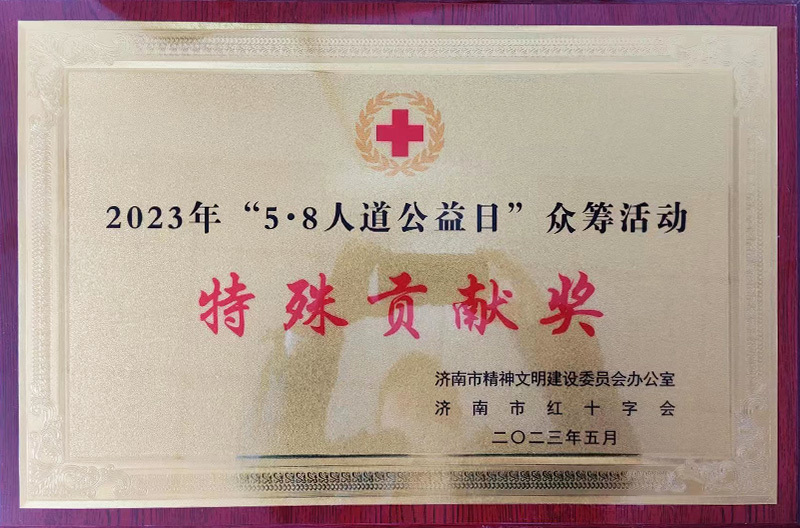 2023年“5·8人道公益日”众筹活动
特殊贡献奖
济南市精神文明建设委员会办公室
济南市红十字会
二〇二三年五月